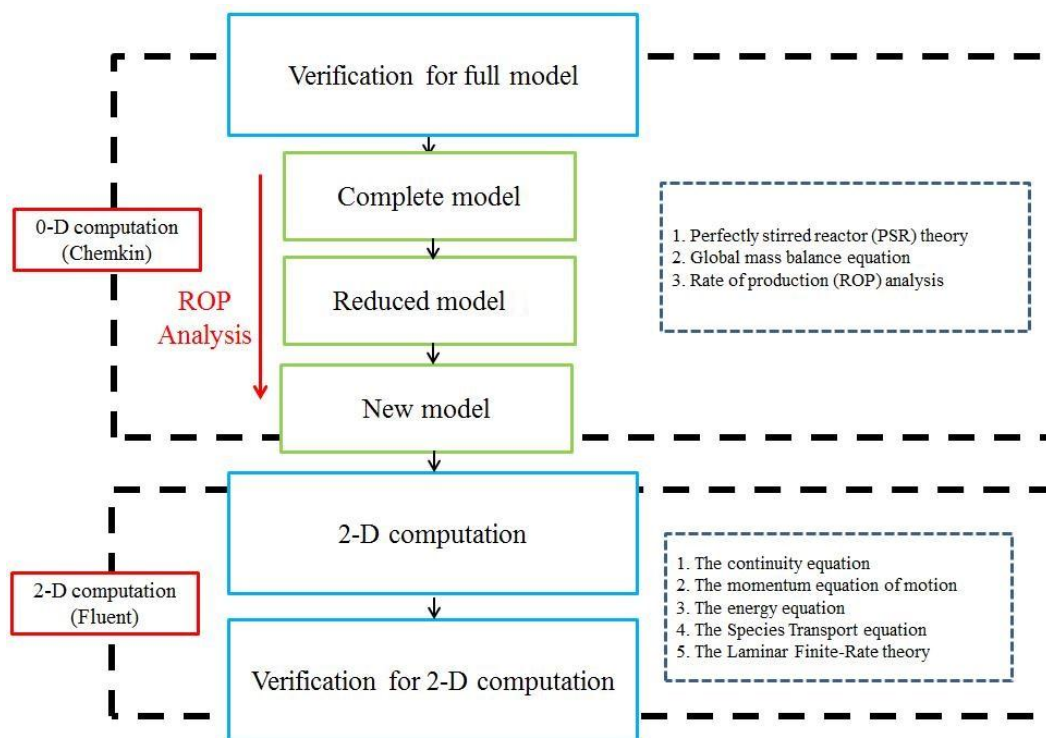 Verification for full model
Complete model
0-D computation
(Chemkin)
ROP
Analysis
Reduced model
New model
1. Perfectly stirred reactor (PSR) theory
2. Global mass balance equation
3. Rate of production (ROP) analysis
2-D computation
2-D computation
(Fluent)
1. The continuity equation
2. The momentum equation of motion
3. The energy equation
4. The Species Transport equation
5. The Laminar Finite-Rate theory
Verification for 2-D computation